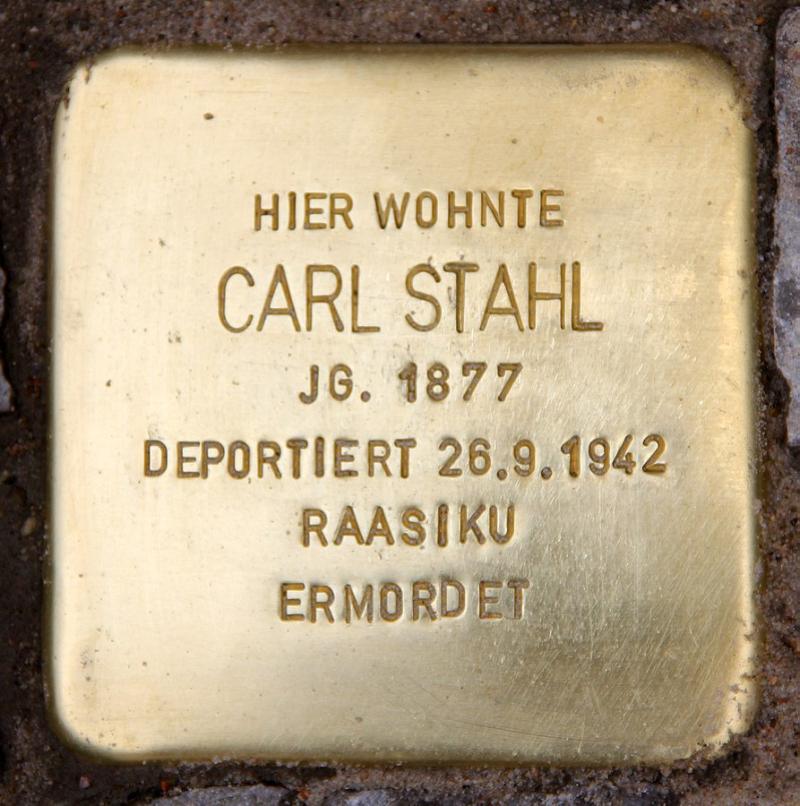 HIER WOHNTE
CARL STAHL
JG. 1877
DEPORTIERT 26.9.1942
RAASIKU
ERMORDET